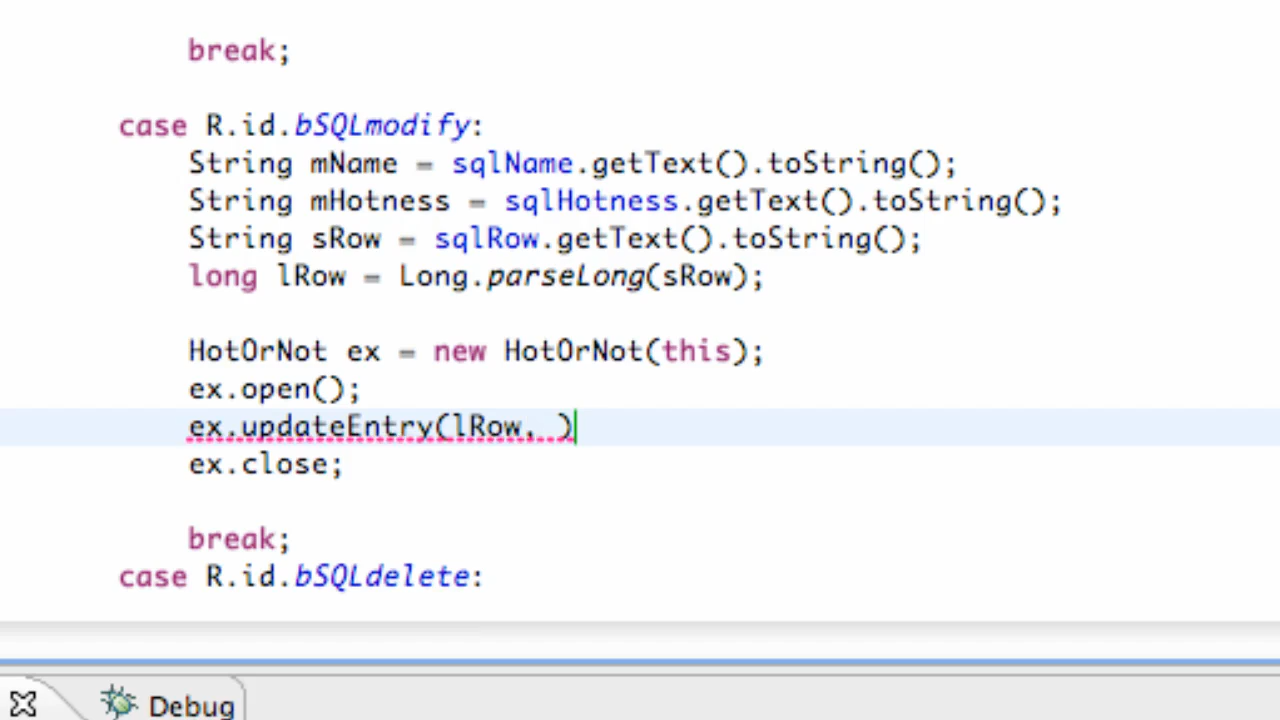 break;
case R.id.bSQLmodify:
String mName = sqlName.getText().toString();
String mHotness = sqlHotness.getText().toString();
String sRow = sqlRow.getText().toString();
long lRow = Long.parseLong(sRow);
HotOrNot ex = new HotOrNot(this);
ex.open();
ex.updateEntry(lRow, )
ex.close;
break;
case R.id.bSQLdelete:
Debug